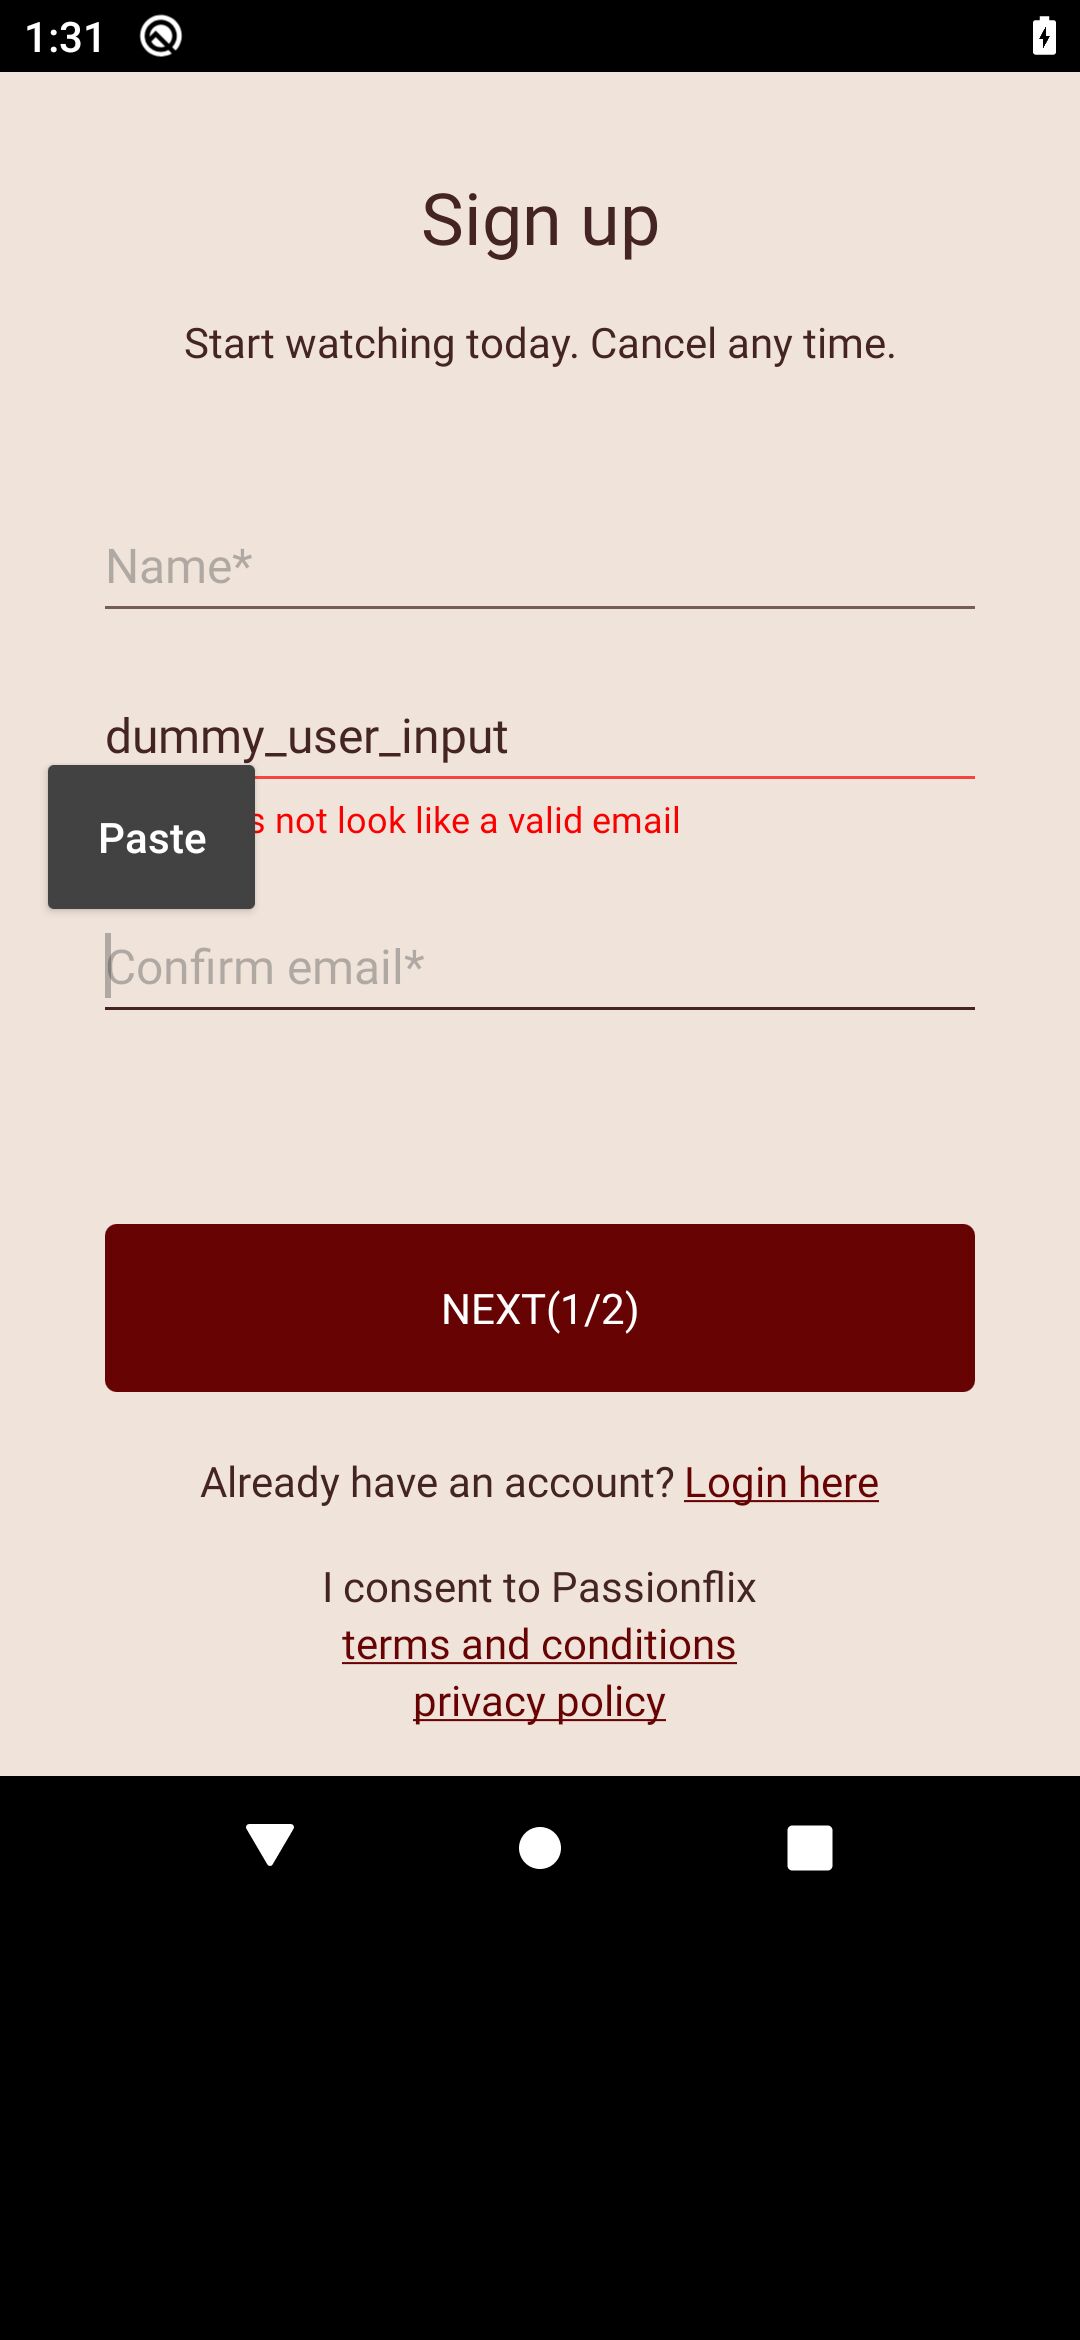 1:31
Sign up
Start watching today. Cancel any time.
Name*
dummy_user_input
not look like a valid email
Paste
Confirm email*
NEXT(1/2)
Already have an account? Login here
I consent to Passionflix
terms and conditions
privacy policy